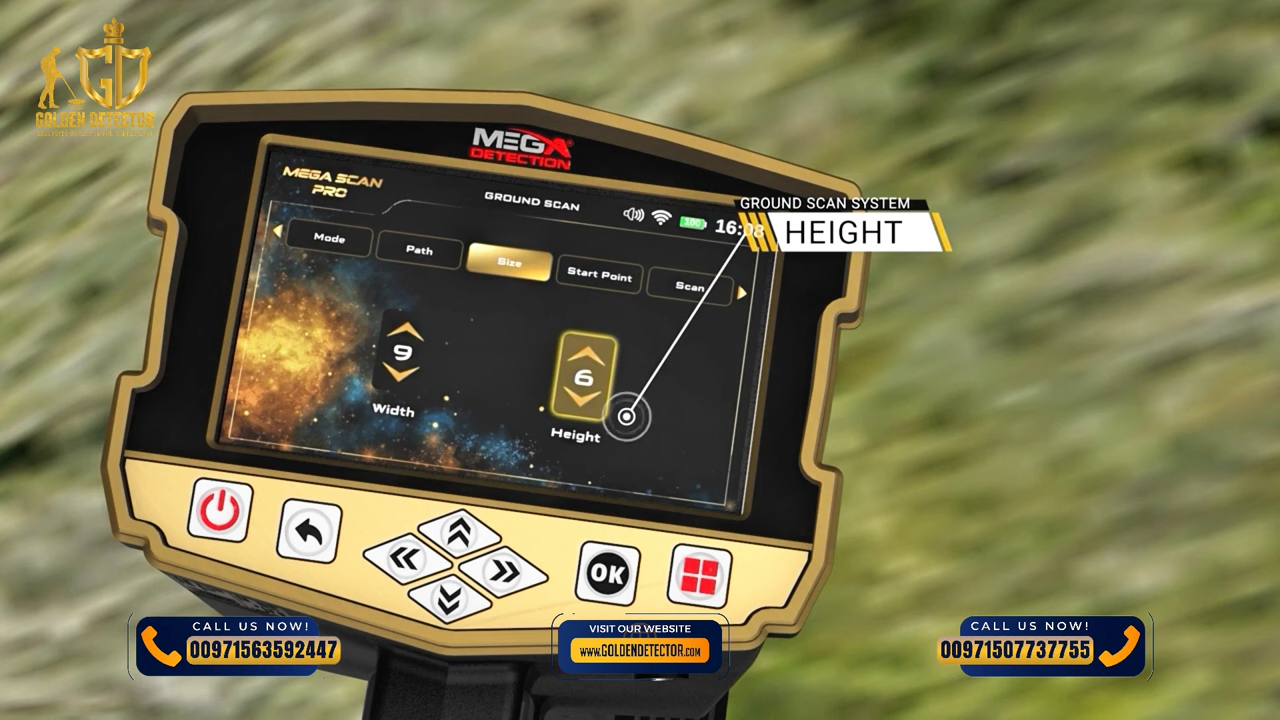 GOLDEN DETECTOR
MEGA
DETECTION
MEGA SCAN
PRO
GROUND SCAN
100
16:
GROUND SCAN SYSTEM
HEIGHT
Mode
Path
Size
Start Point
Scan
9
Width
6
Height
OK
CALL US NOW!
00971563592447
VISIT OUR WEBSITE
www.GOLDENDETECTOR.com
CALL US NOW!
00971507737755